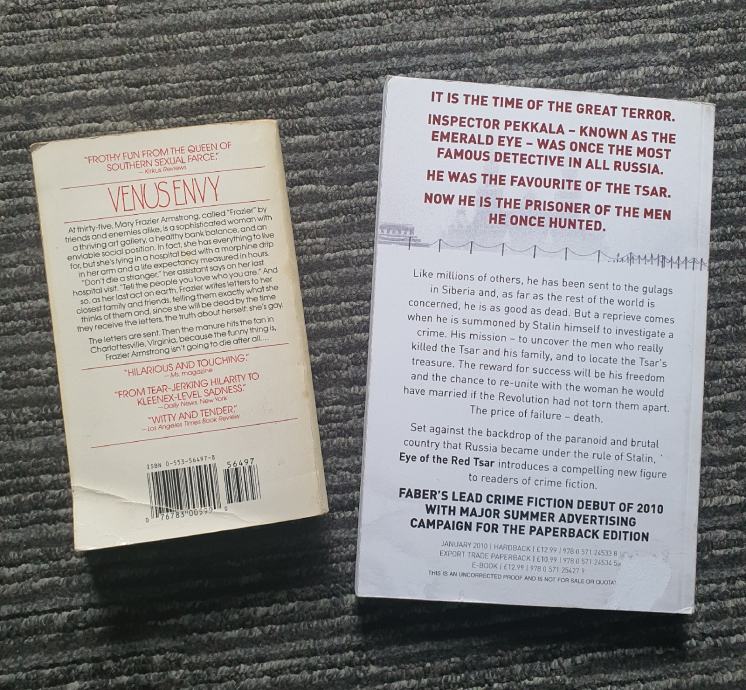 "FROTHY FUN FROM THE QUEEN OF
SOUTHERN SEXUAL FARCE."
—Kirkus Reviews
VENUS ENVY
At thirty-five, Mary Frazier Armstrong, called "Frazier" by
friends and enemies alike, is a sophisticated woman with
a thriving art gallery, a healthy bank balance, and an
enviable social position. In fact, she has everything to live
for, but she's lying in a hospital bed with a morphine drip
in her arm and a life expectancy measured in hours.
"Don't die a stranger," her assistant says on her last
hospital visit. "Tell the people you love who you are." And
so, as her last act on earth, Frazier writes letters to her
closest family and friends, telling them exactly what she
thinks of them and, since she will be dead by the time
they receive the letters, the truth about herself: she's gay.
The letters are sent. Then the manure hits the fan in
Charlottesville, Virginia, because the funny thing is,
Frazier Armstrong isn't going to die after all....
"HILARIOUS AND TOUCHING."
—Ms. magazine
"FROM TEAR-JERKING HILARITY TO
KLEENEX-LEVEL SADNESS."
—Daily News, New York
"WITTY AND TENDER."
—Los Angeles Times Book Review
ISBN 0-553-56497-8
56497
0 76783 00599 0
IT IS THE TIME OF THE GREAT TERROR.
INSPECTOR PEKKALA – KNOWN AS THE
EMERALD EYE – WAS ONCE THE MOST
FAMOUS DETECTIVE IN ALL RUSSIA.
HE WAS THE FAVOURITE OF THE TSAR.
NOW HE IS THE PRISONER OF THE MEN
HE ONCE HUNTED.
Like millions of others, he has been sent to the gulags
in Siberia and, as far as the rest of the world is
concerned, he is as good as dead. But a reprieve comes
when he is summoned by Stalin himself to investigate a
crime. His mission – to uncover the men who really
killed the Tsar and his family, and to locate the Tsar's
treasure. The reward for success will be his freedom
and the chance to re-unite with the woman he would
have married if the Revolution had not torn them apart.
The price of failure – death.
Set against the backdrop of the paranoid and brutal
country that Russia became under the rule of Stalin,
Eye of the Red Tsar introduces a compelling new figure
to readers of crime fiction.
FABER'S LEAD CRIME FICTION DEBUT OF 2010
WITH MAJOR SUMMER ADVERTISING
CAMPAIGN FOR THE PAPERBACK EDITION
JANUARY 2010 | HARDBACK | £12.99 | 978 0 571 24533 8
EXPORT TRADE PAPERBACK | £10.99 | 978 0 571 24534 5
E-BOOK | £12.99 | 978 0 571 25427 9
THIS IS AN UNCORRECTED PROOF AND IS NOT FOR SALE OR QUOTA